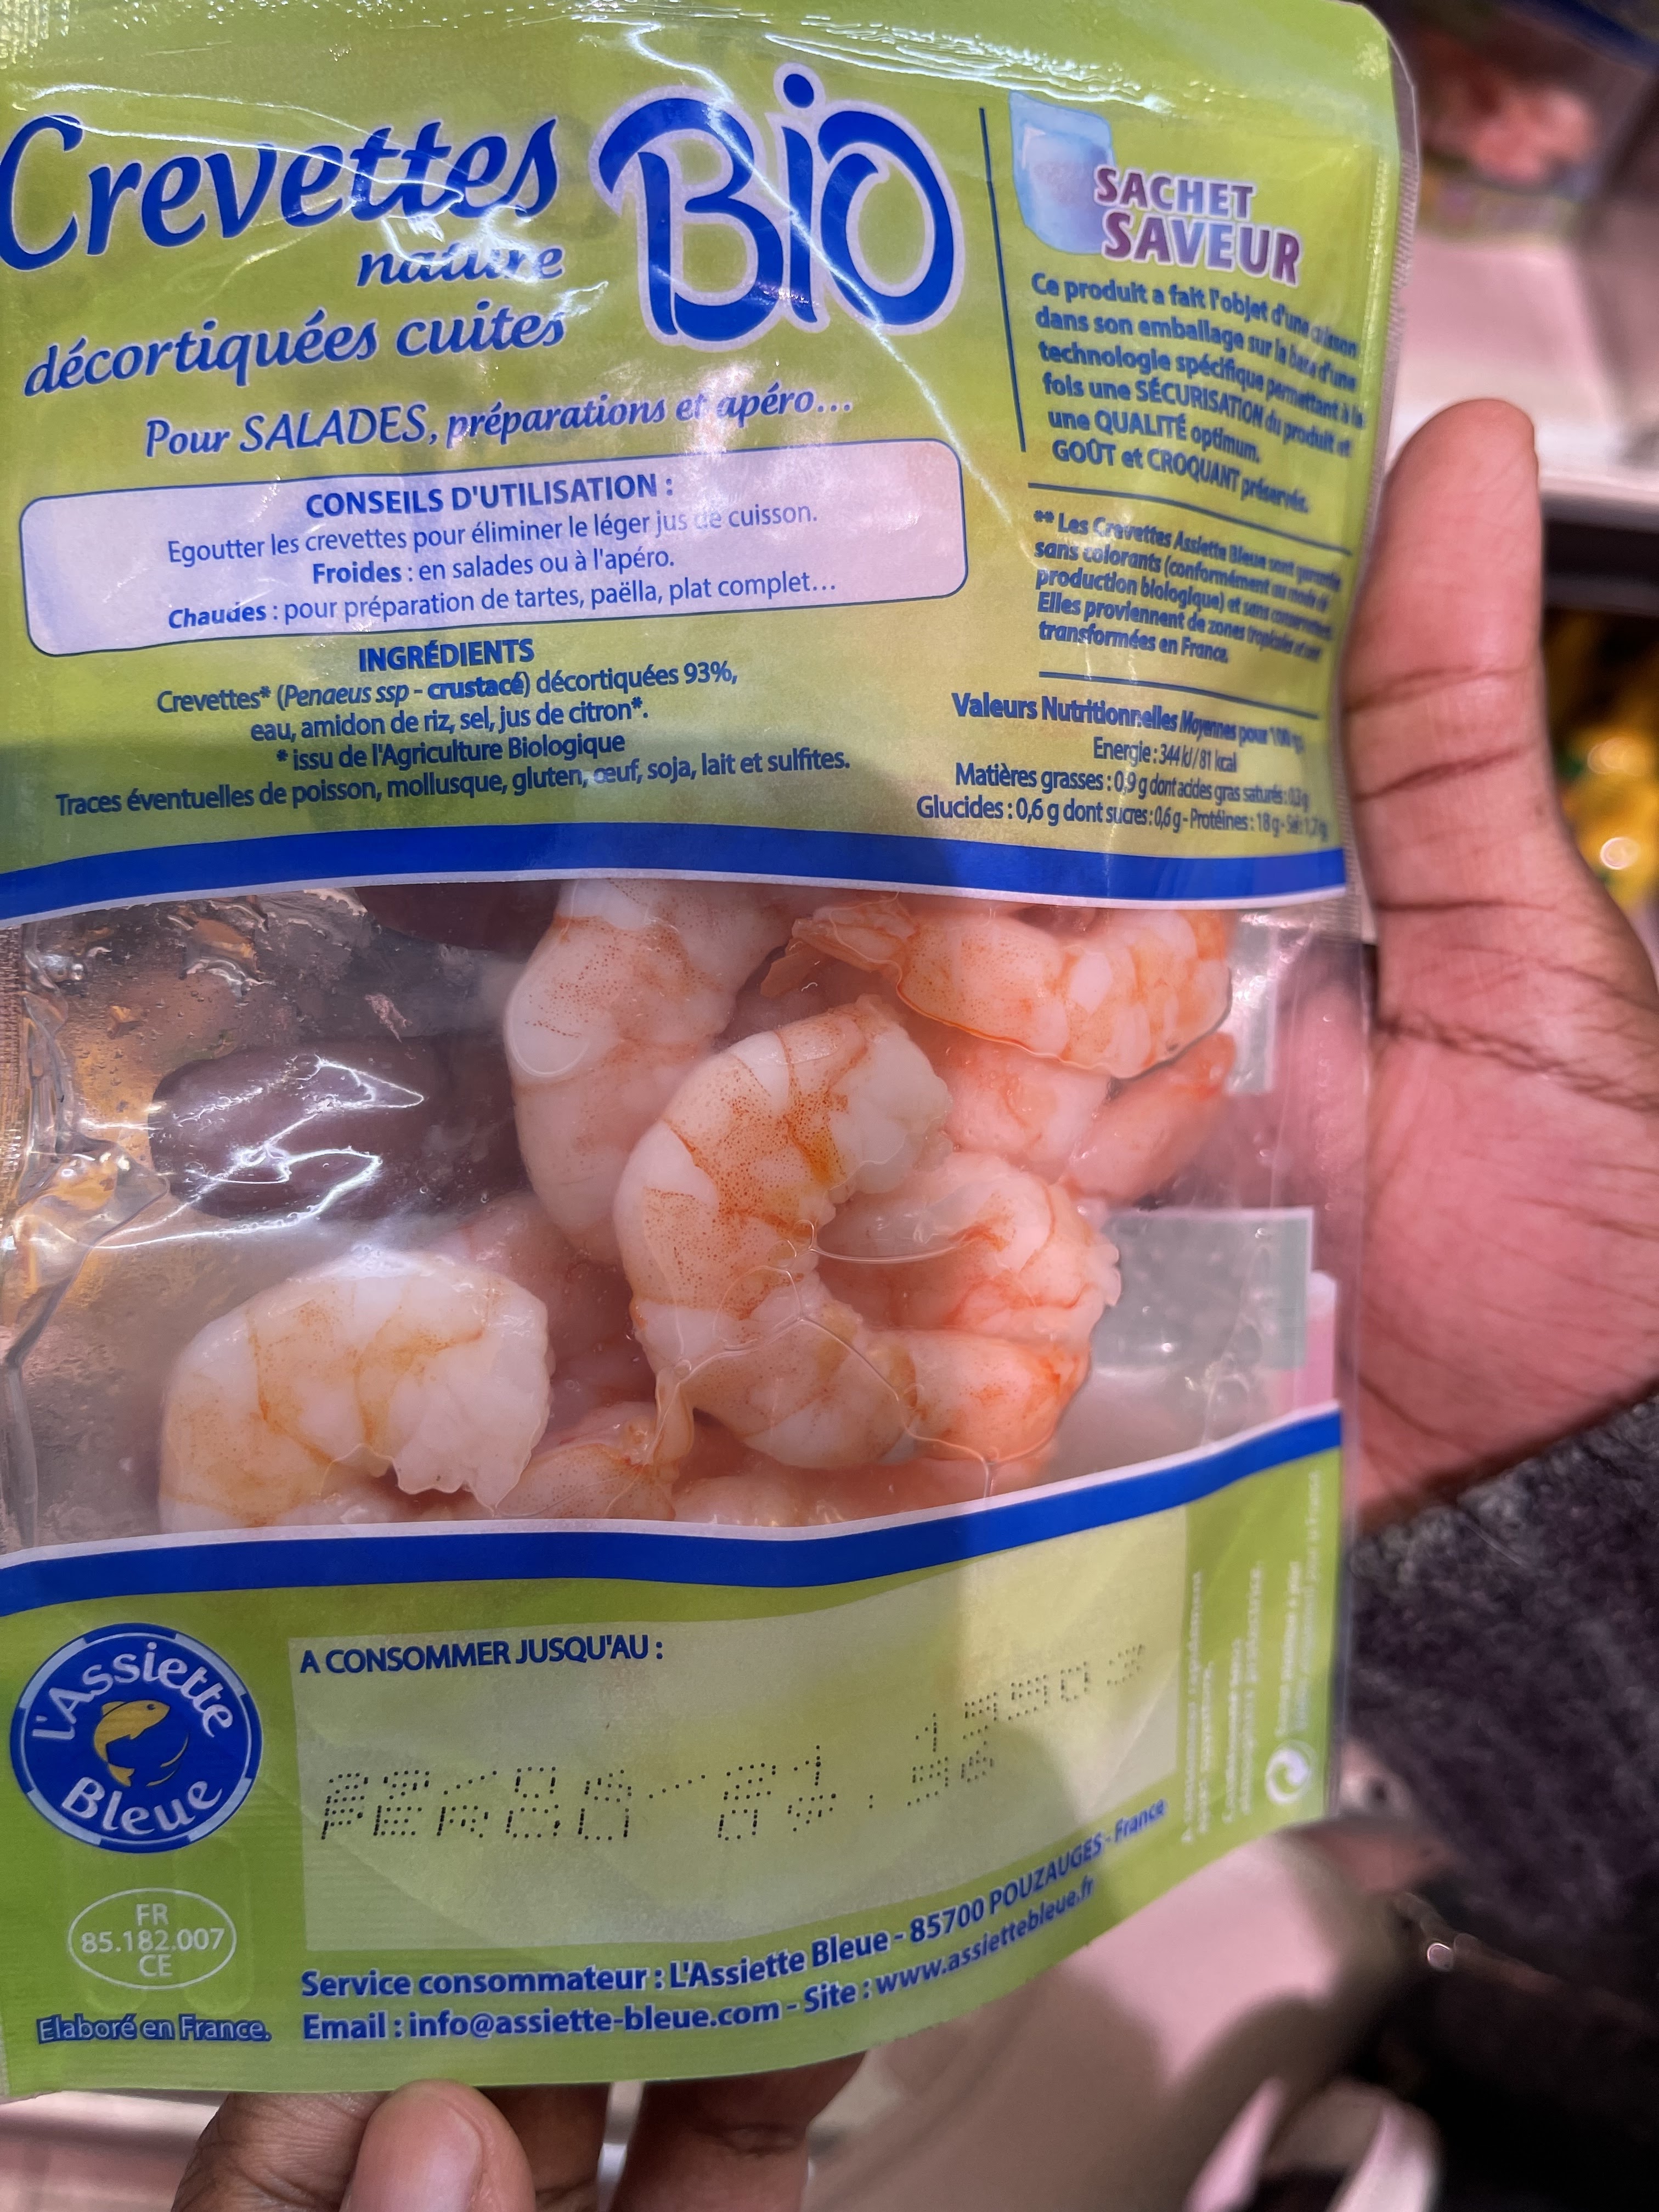 Crevettes BiO
nature
décortiquées cuites
Pour SALADES, préparations et apéro...
CONSEILS D'UTILISATION :
Egoutter les crevettes pour éliminer le léger jus de cuisson.
Froides : en salades ou à l'apéro.
Chaudes : pour préparation de tartes, paëlla, plat complet...
INGRÉDIENTS
Crevettes* (Penaeus ssp - crustacé) décortiquées 93%,
eau, amidon de riz, sel, jus de citron*.
* issu de l'Agriculture Biologique
Traces éventuelles de poisson, mollusque, gluten, œuf, soja, lait et sulfites.
SACHET
SAVEUR
Ce produit a fait l'objet d'une cuisson
dans son emballage sur la base d'une
technologie spécifique permettant à la
fois une SÉCURISATION du produit et
une QUALITÉ optimum.
GOÛT et CROQUANT préservés.
** Les Crevettes Assiette Bleue sont garanties
sans colorants (conformément au mode de
production biologique) et sans conservateurs
Elles proviennent de zones tropicales et sont
transformées en France.
Valeurs Nutritionnelles Moyennes pour 100 g
Energie : 344 kJ / 81 kcal
Matières grasses : 0,9 g dont acides gras saturés : 0,3 g
Glucides : 0,6 g dont sucres : 0,6 g - Protéines : 18 g - Sel : 1,7 g
A CONSOMMER JUSQU'AU :
l'Assiette
Bleue
FR
85.182.007
CE
Elaboré en France.
Service consommateur : L'Assiette Bleue - 85700 POUZAUGES - France
Email : info@assiette-bleue.com - Site : www.assiettebleue.fr